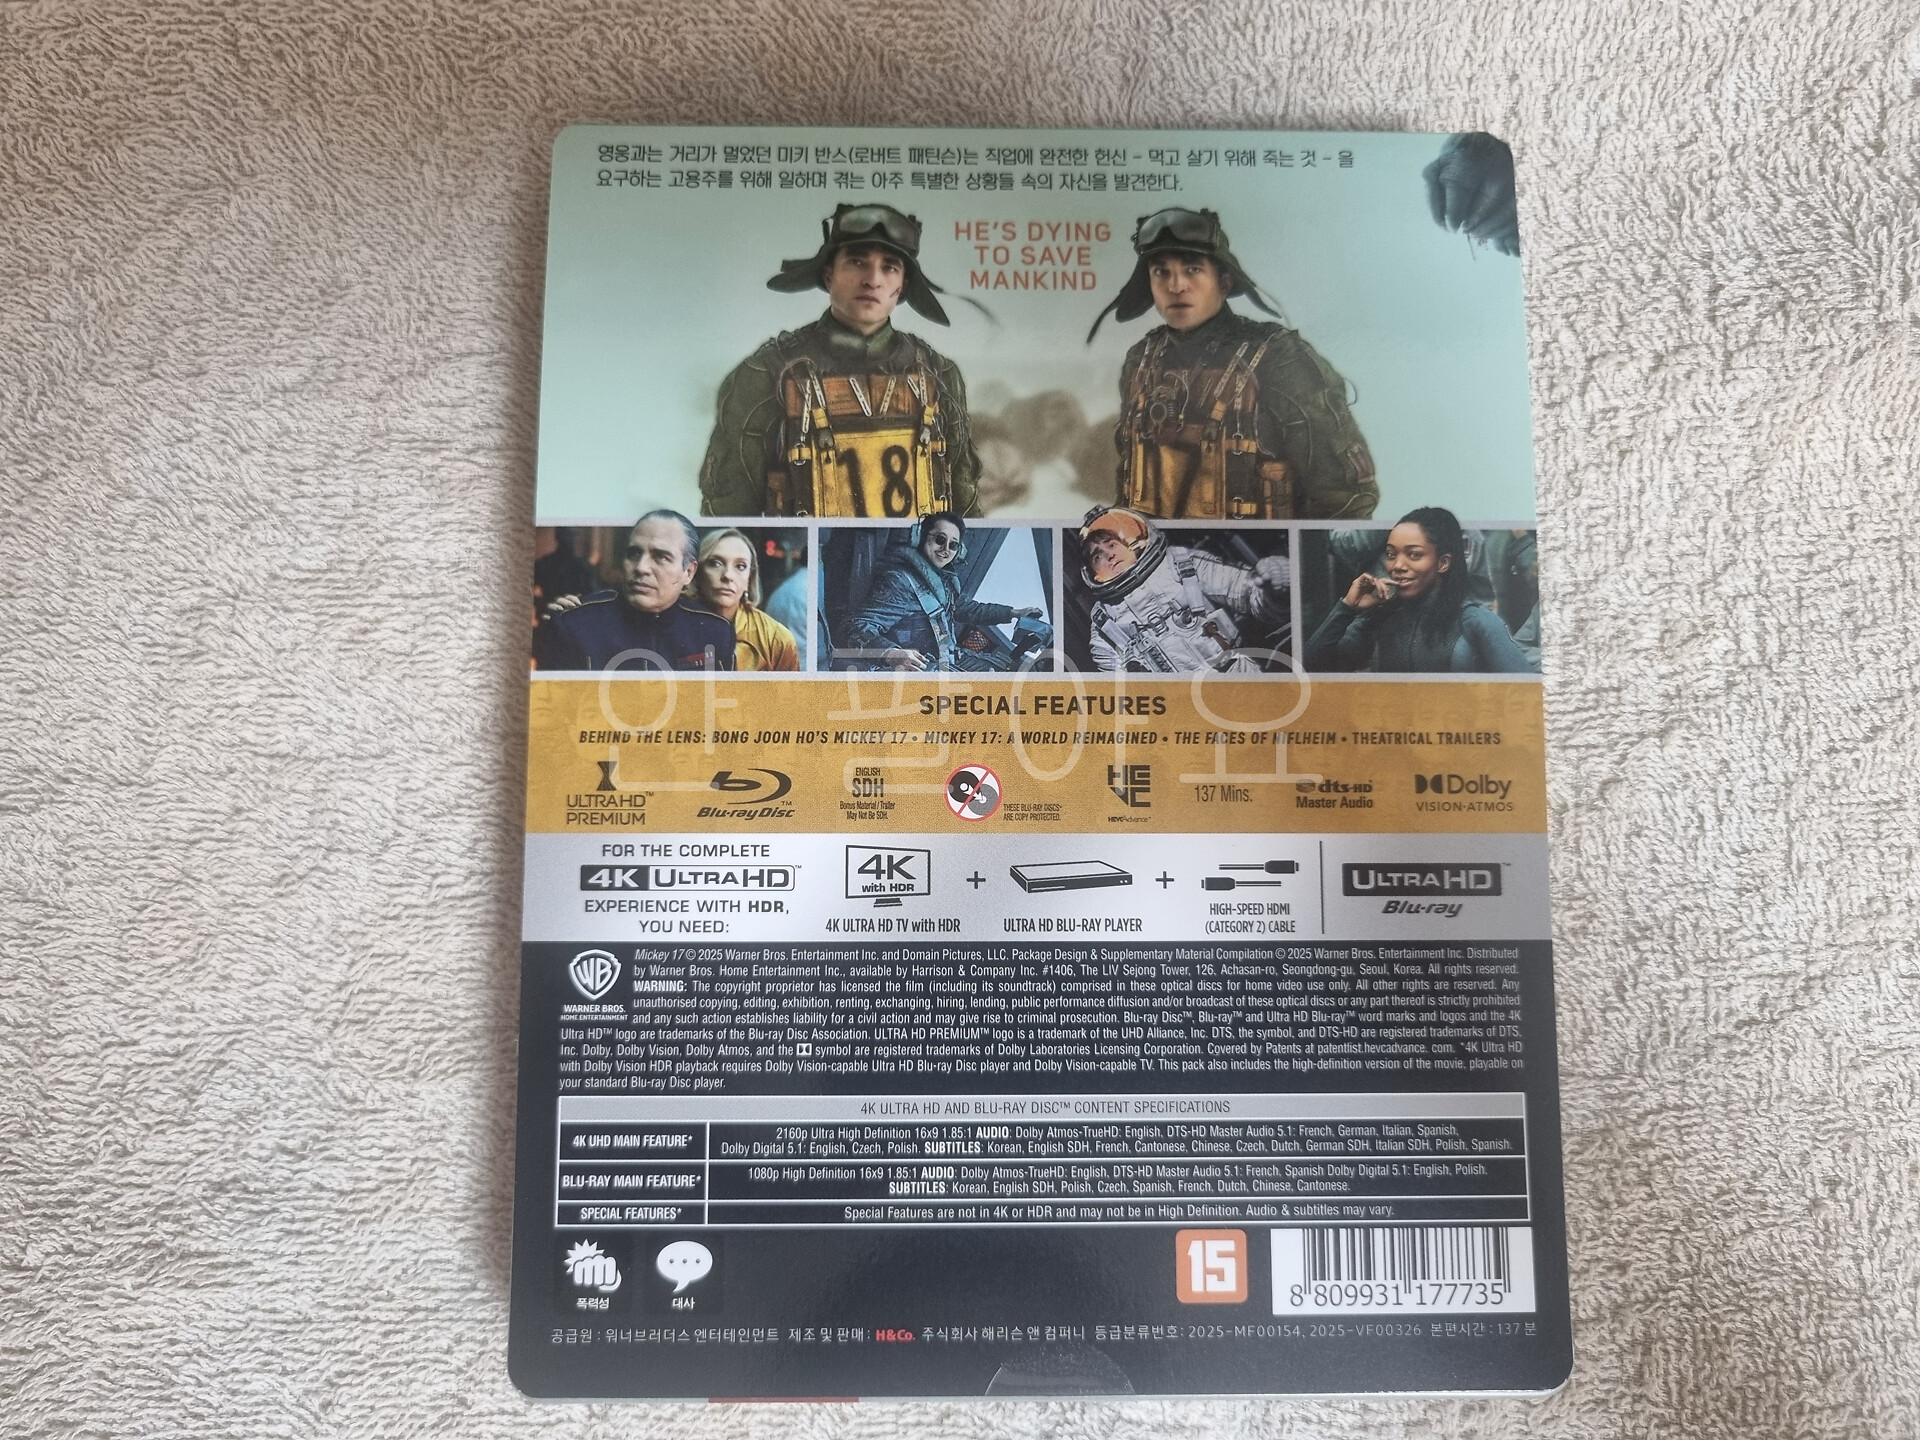 영웅과는 거리가 멀었던 미키 반스(로버트 패틴슨)는 직업에 완전한 헌신 - 먹고 살기 위해 죽는 것 - 을
요구하는 고용주를 위해 일하며 겪는 아주 특별한 상황들 속의 자신을 발견한다.
HE'S DYING
TO SAVE
MANKIND
18
17
안 팔아요
SPECIAL FEATURES
BEHIND THE LENS: BONG JOON HO'S MICKEY 17 • MICKEY 17: A WORLD REIMAGINED • THE FACES OF NIFLHEIM • THEATRICAL TRAILERS
ULTRA HD™
PREMIUM
Blu-ray Disc™
ENGLISH
SDH
Bonus Material/Trailer
May Not Be SDH.
THESE BLU-RAY DISCS™
ARE COPY PROTECTED.
HEVC
HEVC Advance™
137 Mins.
dts-HD
Master Audio
Dolby
VISION·ATMOS
FOR THE COMPLETE
4K ULTRA HD™
EXPERIENCE WITH HDR,
YOU NEED:
4K
with HDR
4K ULTRA HD TV with HDR
+
ULTRA HD BLU-RAY PLAYER
+
HIGH-SPEED HDMI
(CATEGORY 2) CABLE
ULTRA HD™
Blu-ray
WB
WARNER BROS.
HOME ENTERTAINMENT
Mickey 17 © 2025 Warner Bros. Entertainment Inc. and Domain Pictures, LLC. Package Design & Supplementary Material Compilation © 2025 Warner Bros. Entertainment Inc. Distributed
by Warner Bros. Home Entertainment Inc., available by Harrison & Company Inc. #1406, The LIV Sejong Tower, 126, Achasan-ro, Seongdong-gu, Seoul, Korea. All rights reserved.
WARNING: The copyright proprietor has licensed the film (including its soundtrack) comprised in these optical discs for home video use only. All other rights are reserved. Any
unauthorised copying, editing, exhibition, renting, exchanging, hiring, lending, public performance diffusion and/or broadcast of these optical discs or any part thereof is strictly prohibited
and any such action establishes liability for a civil action and may give rise to criminal prosecution. Blu-ray Disc™, Blu-ray™ and Ultra HD Blu-ray™ word marks and logos and the 4K
Ultra HD™ logo are trademarks of the Blu-ray Disc Association. ULTRA HD PREMIUM™ logo is a trademark of the UHD Alliance, Inc. DTS, the symbol, and DTS-HD are registered trademarks of DTS,
Inc. Dolby, Dolby Vision, Dolby Atmos, and the symbol are registered trademarks of Dolby Laboratories Licensing Corporation. Covered by Patents at patentlist.hevcadvance. com. *4K Ultra HD
with Dolby Vision HDR playback requires Dolby Vision-capable Ultra HD Blu-ray Disc player and Dolby Vision-capable TV. This pack also includes the high-definition version of the movie, playable on
your standard Blu-ray Disc player.
4K ULTRA HD AND BLU-RAY DISC™ CONTENT SPECIFICATIONS
4K UHD MAIN FEATURE*
2160p Ultra High Definition 16x9 1.85:1 AUDIO: Dolby Atmos-TrueHD: English, DTS-HD Master Audio 5.1: French, German, Italian, Spanish,
Dolby Digital 5.1: English, Czech, Polish. SUBTITLES: Korean, English SDH, French, Cantonese, Chinese, Czech, Dutch, German SDH, Italian SDH, Polish, Spanish.
BLU-RAY MAIN FEATURE*
1080p High Definition 16x9 1.85:1 AUDIO: Dolby Atmos-TrueHD: English, DTS-HD Master Audio 5.1: French, Spanish Dolby Digital 5.1: English, Polish.
SUBTITLES: Korean, English SDH, Polish, Czech, Spanish, French, Dutch, Chinese, Cantonese.
SPECIAL FEATURES*
Special Features are not in 4K or HDR and may not be in High Definition. Audio & subtitles may vary.
폭력성
대사
15
8 809931 177735
공급원 : 워너브러더스 엔터테인먼트 제조 및 판매 : H&Co. 주식회사 해리슨 앤 컴퍼니 등급분류번호 : 2025-MF00154, 2025-VF00326 본편시간 : 137분